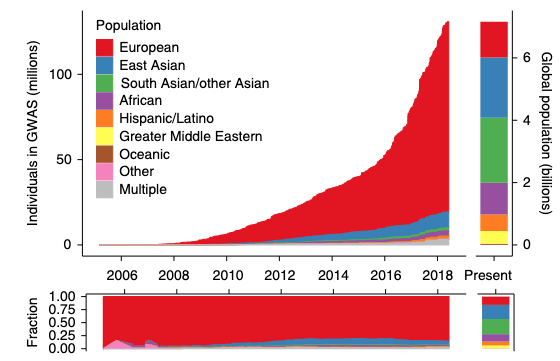 Population
European
East Asian
South Asian/other Asian
African
Hispanic/Latino
Greater Middle Eastern
Oceanic
Other
Multiple
Individuals in GWAS (millions)
100
50
0
Global population (billions)
6
4
2
0
2006 2008 2010 2012 2014 2016 2018 Present
Fraction
1.00
0.75
0.50
0.25
0.00